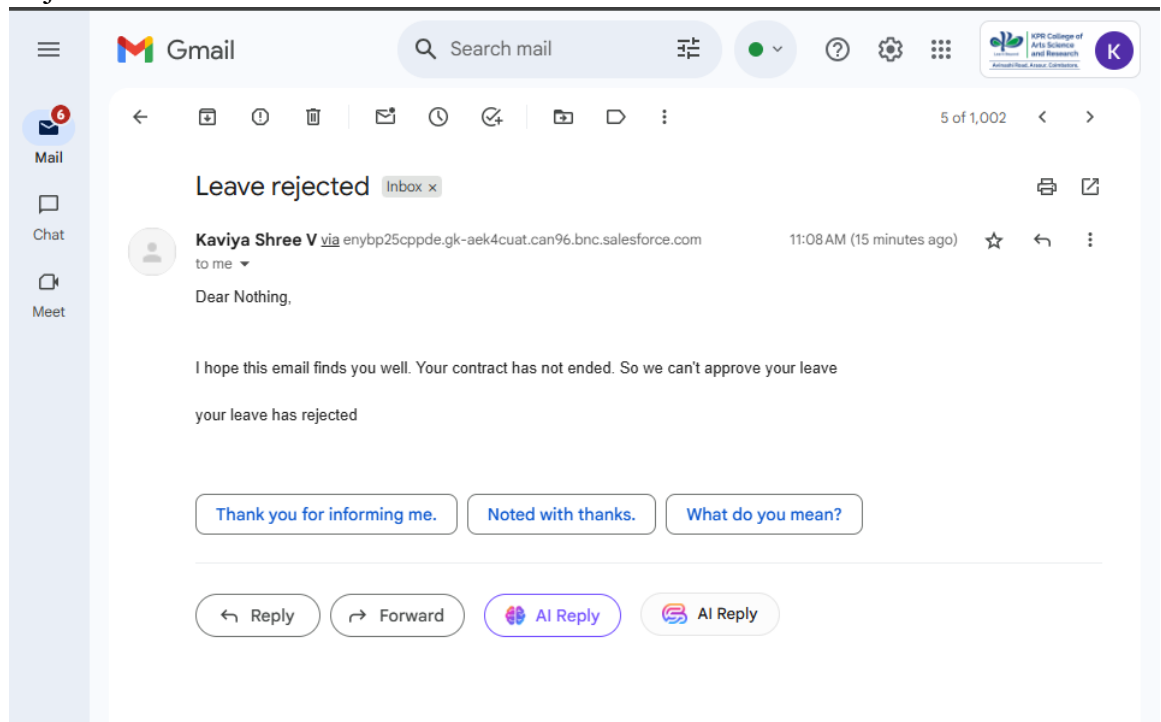 Gmail
Search mail
KPR College of
Arts Science
and Research
Avinashi Road, Arasur, Coimbatore.
K
6
Mail
5 of 1,002
Leave rejected Inbox x
Chat
Kaviya Shree V via enybp25cppde.gk-aek4cuat.can96.bnc.salesforce.com 11:08 AM (15 minutes ago)
to me
Meet
Dear Nothing,
I hope this email finds you well. Your contract has not ended. So we can't approve your leave
your leave has rejected
Thank you for informing me. Noted with thanks. What do you mean?
Reply Forward AI Reply AI Reply